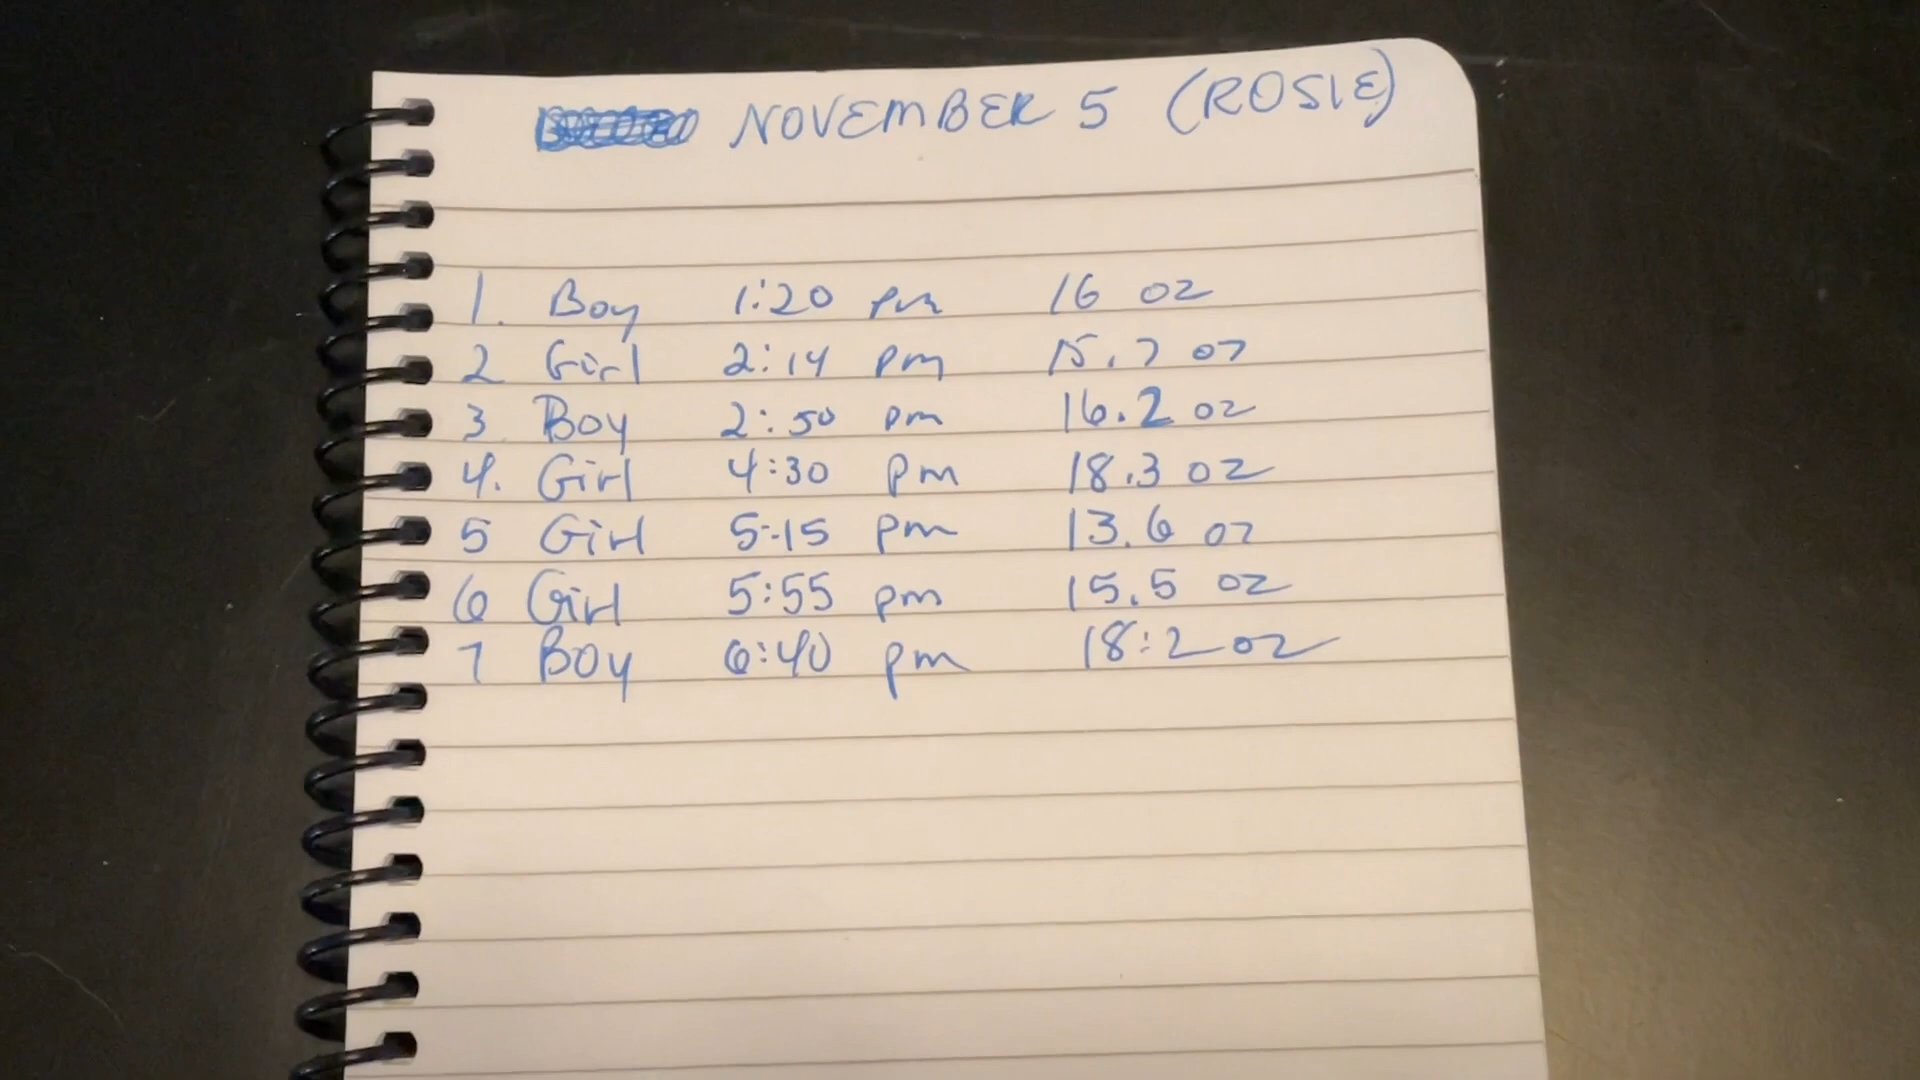 NOVEMBER 5 (ROSIE)
1. Boy 1:20 pm 16 oz
2 Girl 2:14 pm 15.7 oz
3 Boy 2:50 pm 16.2 oz
4. Girl 4:30 pm 18.3 oz
5 Girl 5-15 pm 13.6 oz
6 Girl 5:55 pm 15.5 oz
7 Boy 6:40 pm 18:2 oz